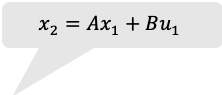 x₂ = Ax₁ + Bu₁